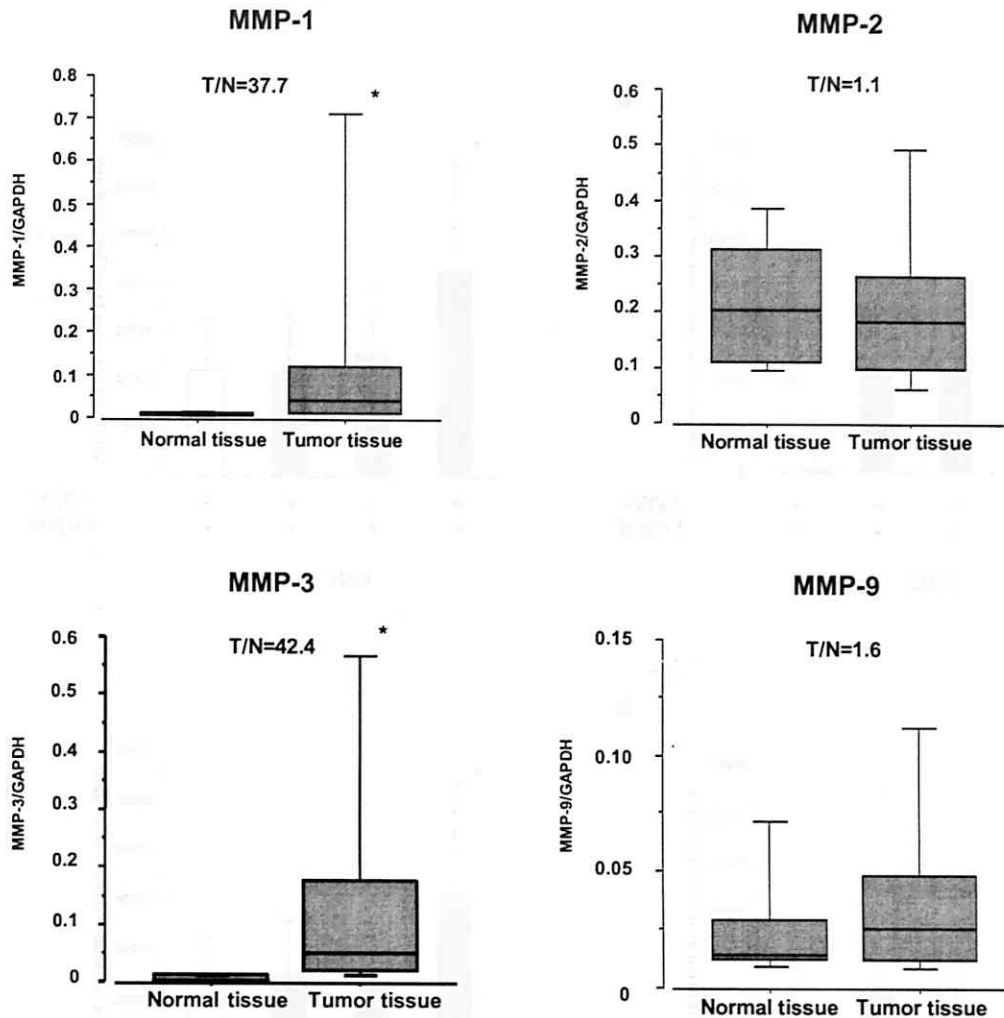 MMP-1
T/N=37.7
*
0.8
0.7
0.6
0.5
0.4
0.3
0.2
0.1
0
MMP-1/GAPDH
Normal tissue Tumor tissue
MMP-2
T/N=1.1
0.6
0.5
0.4
0.3
0.2
0.1
0
MMP-2/GAPDH
Normal tissue Tumor tissue
MMP-3
T/N=42.4
*
0.6
0.5
0.4
0.3
0.2
0.1
0
MMP-3/GAPDH
Normal tissue Tumor tissue
MMP-9
T/N=1.6
0.15
0.10
0.05
0
MMP-9/GAPDH
Normal tissue Tumor tissue